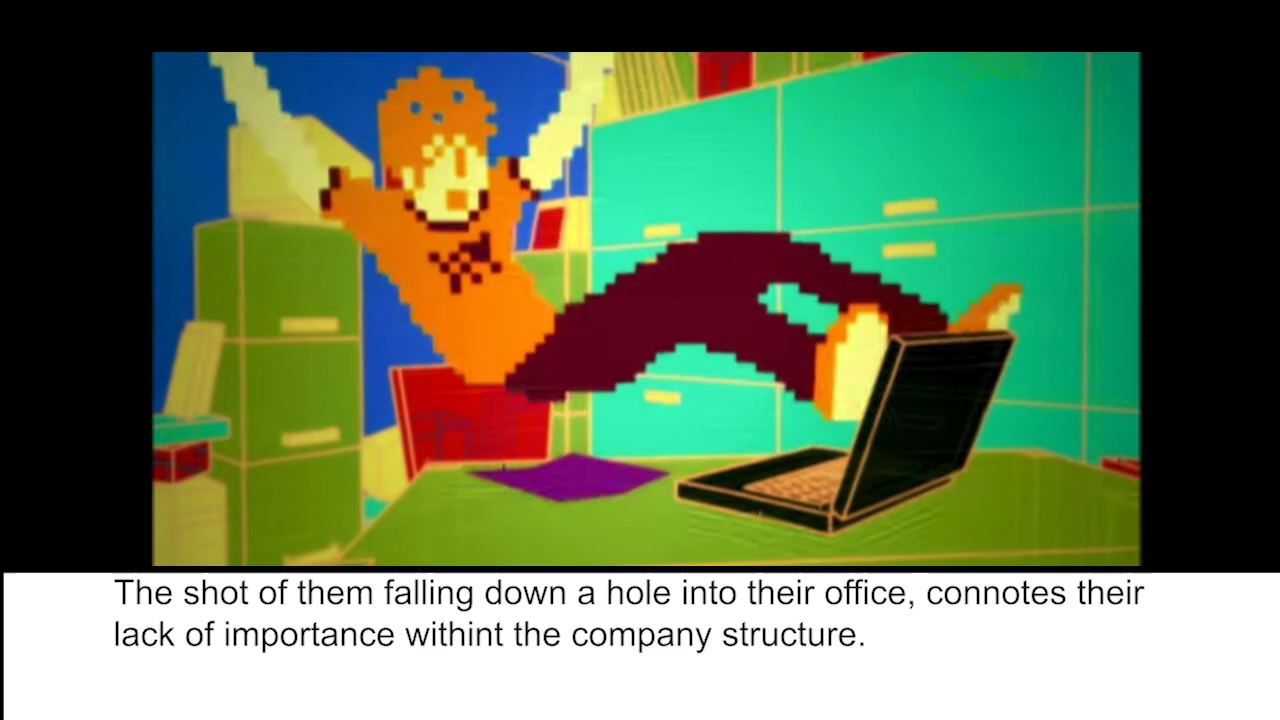 The shot of them falling down a hole into their office, connotes their
lack of importance withint the company structure.